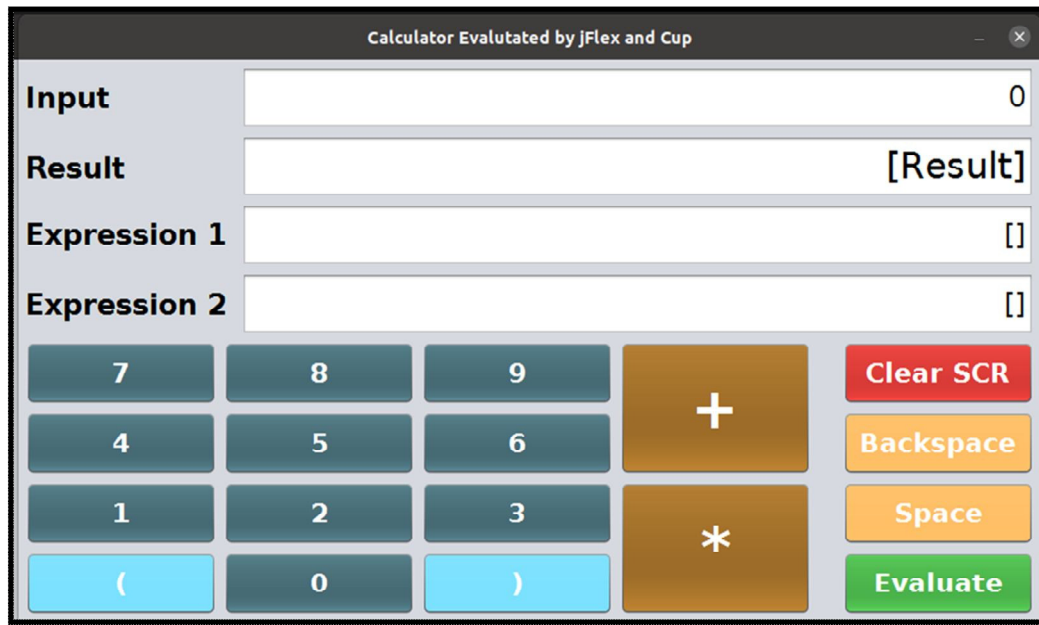 Calculator Evalutated by jFlex and Cup
Input 0
Result [Result]
Expression 1 []
Expression 2 []
7 8 9 + Clear SCR
4 5 6 Backspace
1 2 3 * Space
( 0 ) Evaluate